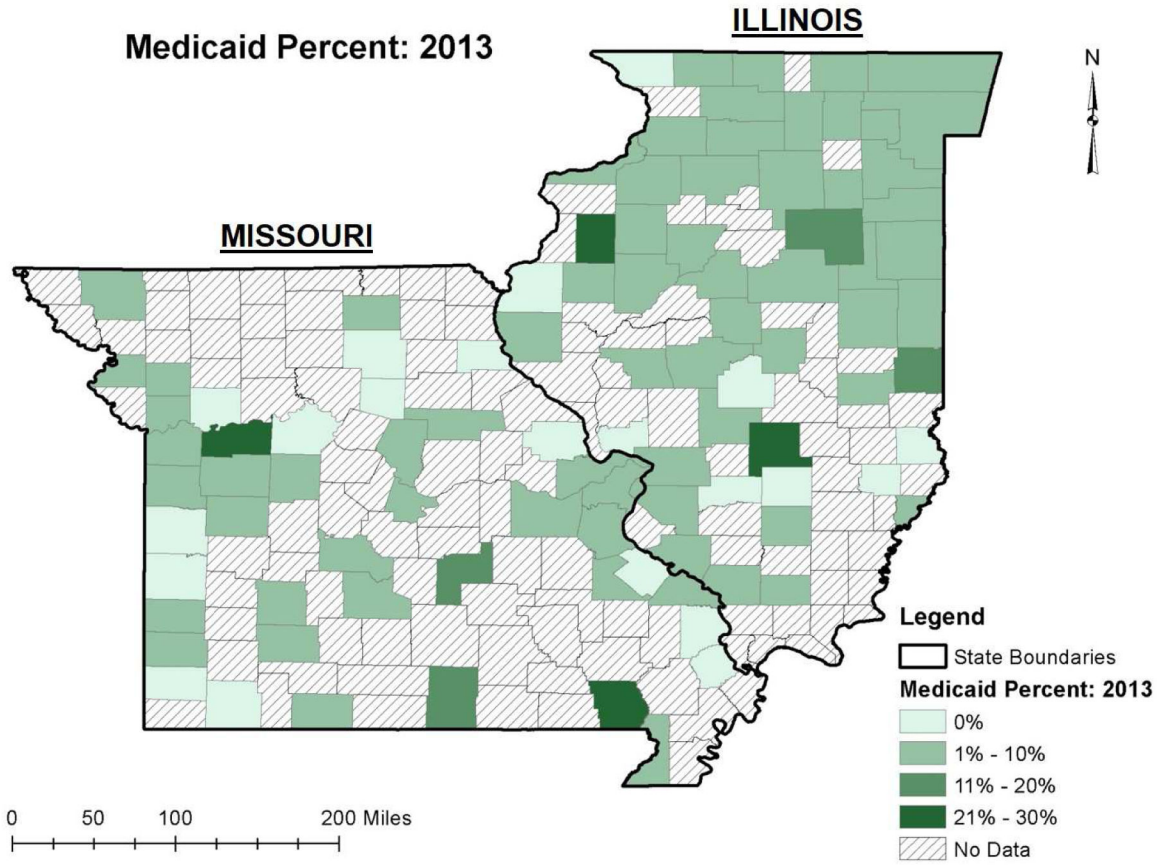 ILLINOIS
Medicaid Percent: 2013
N
MISSOURI
Legend
State Boundaries
Medicaid Percent: 2013
0%
1% - 10%
11% - 20%
21% - 30%
No Data
0 50 100 200 Miles